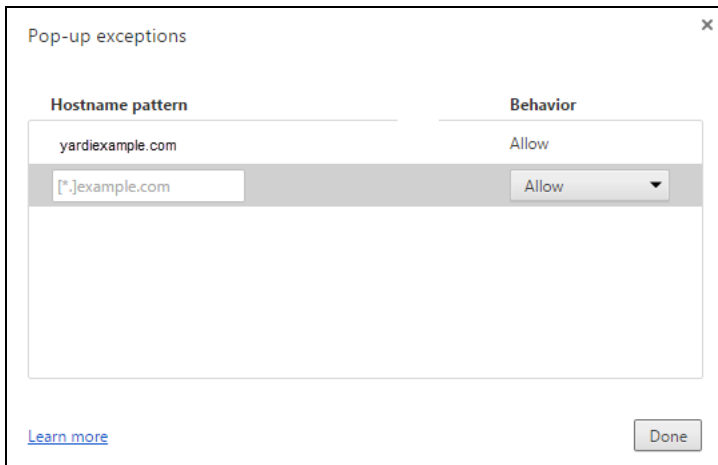 Pop-up exceptions
×
Hostname pattern Behavior
yardiexample.com Allow
[*.]example.com Allow
Learn more Done